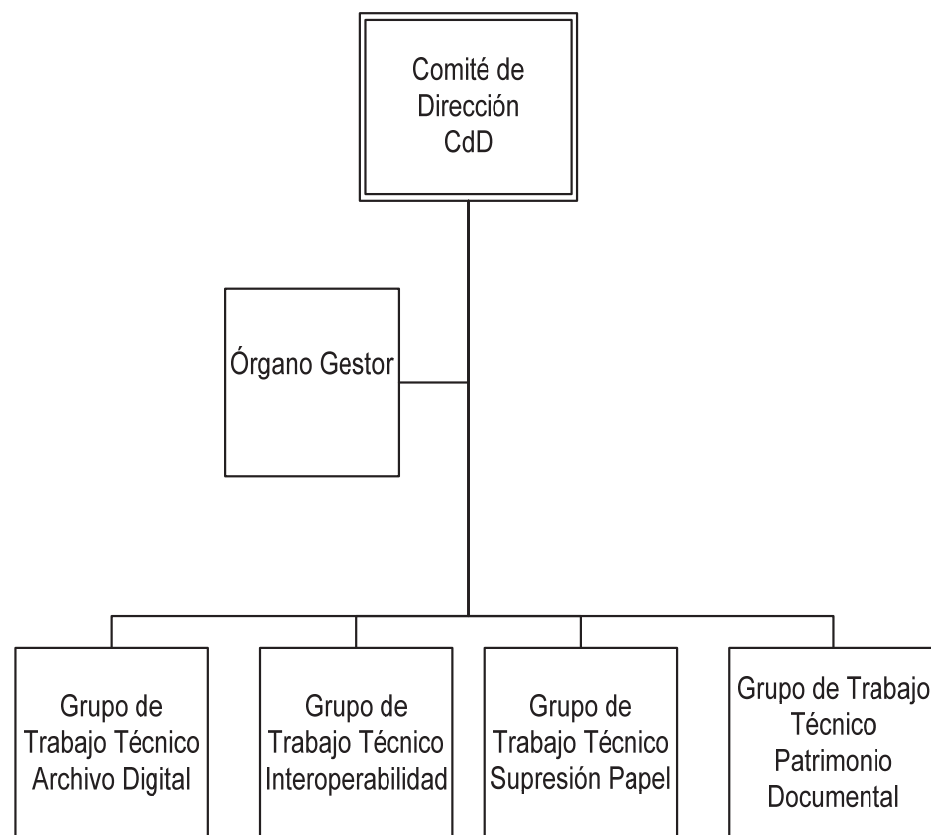 Comité de
Dirección
CdD
Órgano Gestor
Grupo de
Trabajo Técnico
Archivo Digital
Grupo de
Trabajo Técnico
Interoperabilidad
Grupo de
Trabajo Técnico
Supresión Papel
Grupo de Trabajo
Técnico
Patrimonio
Documental